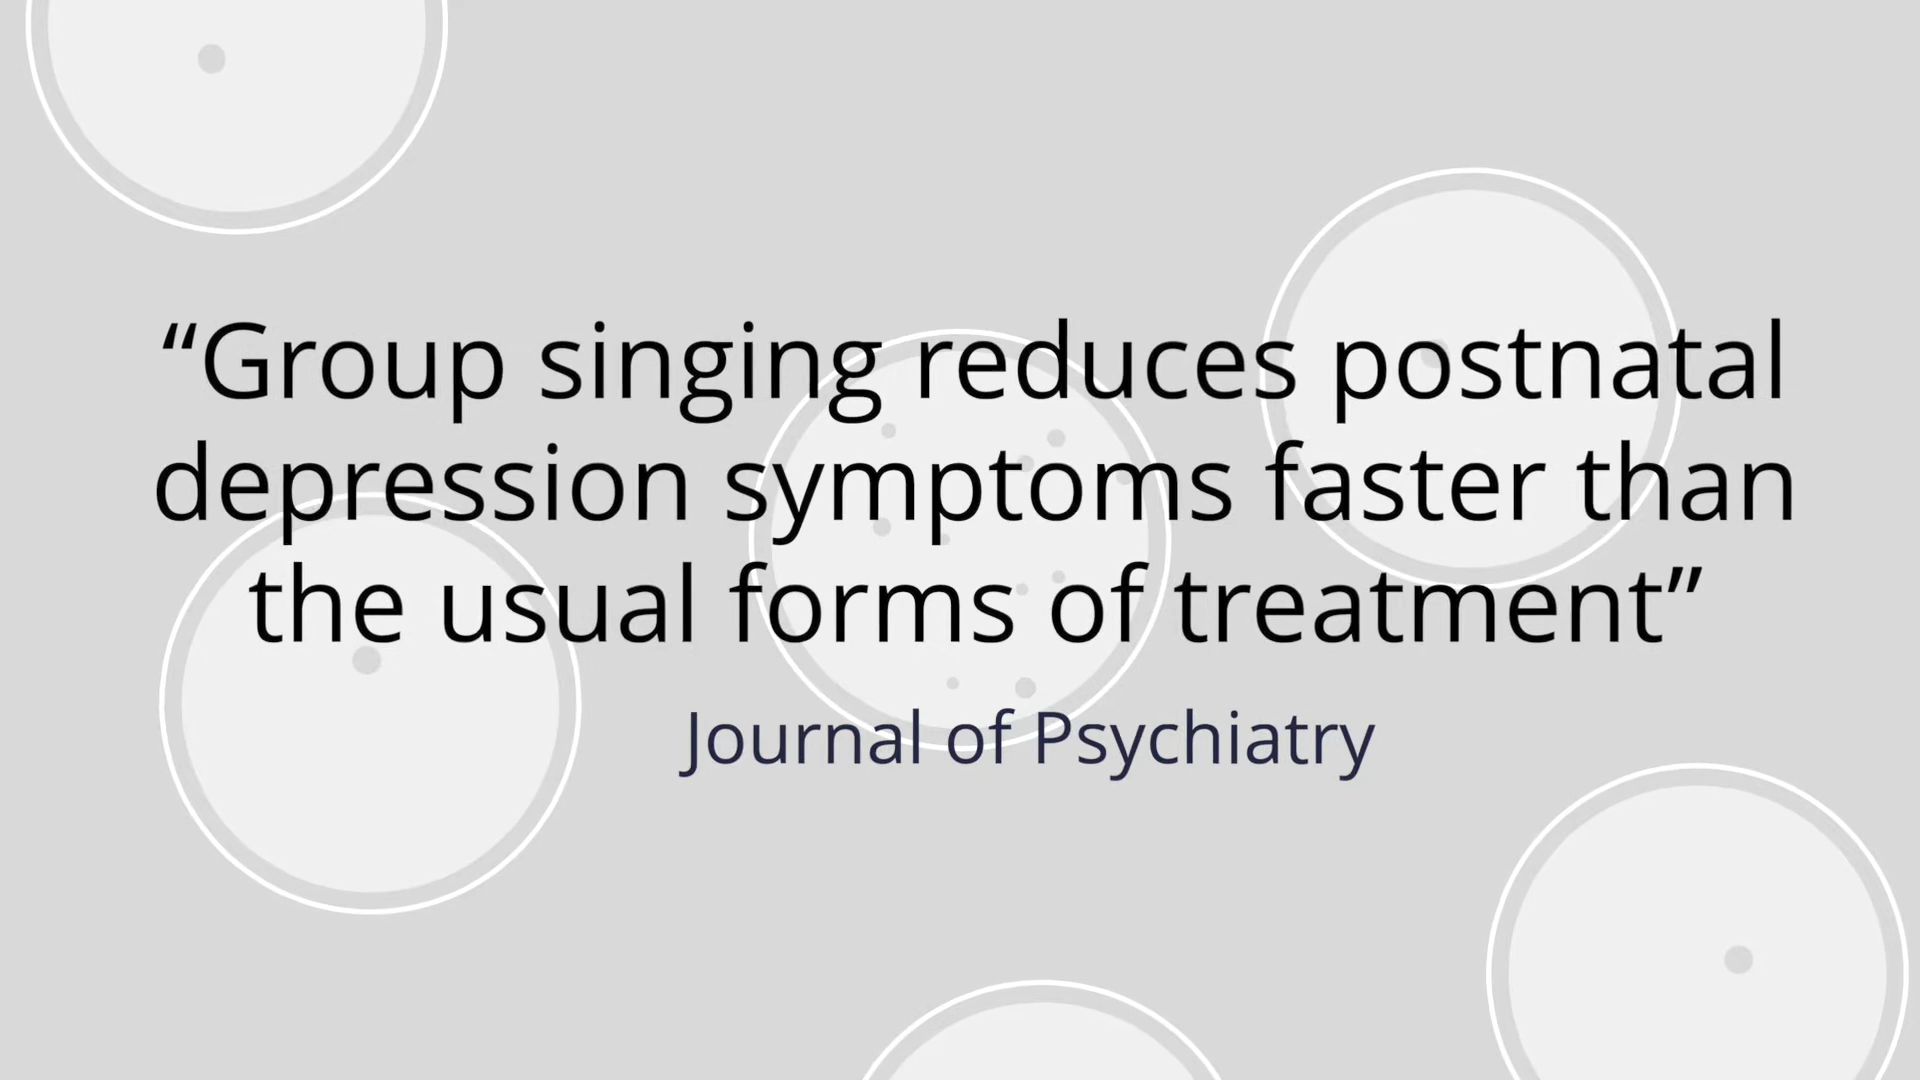 “Group singing reduces postnatal
depression symptoms faster than
the usual forms of treatment”
Journal of Psychiatry